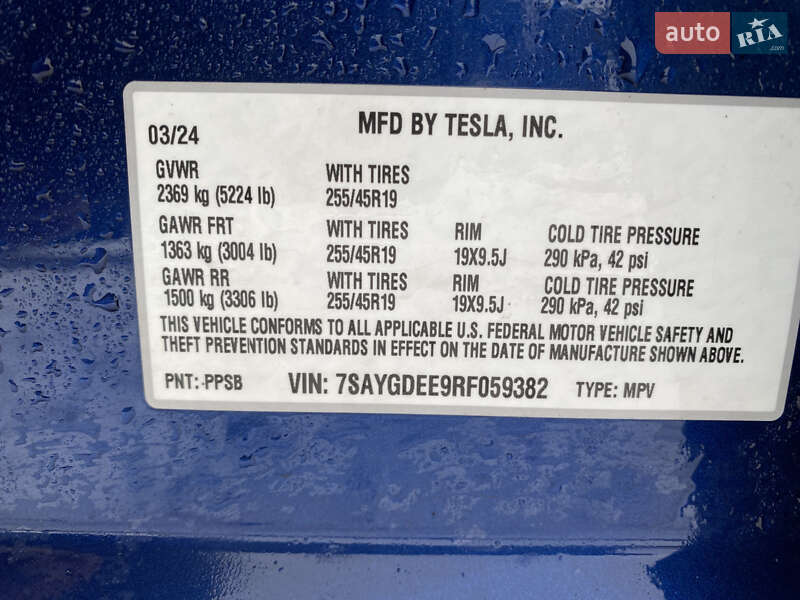 auto RIA.com
03/24 MFD BY TESLA, INC.
GVWR WITH TIRES
2369 kg (5224 lb) 255/45R19
GAWR FRT WITH TIRES RIM COLD TIRE PRESSURE
1363 kg (3004 lb) 255/45R19 19X9.5J 290 kPa, 42 psi
GAWR RR WITH TIRES RIM COLD TIRE PRESSURE
1500 kg (3306 lb) 255/45R19 19X9.5J 290 kPa, 42 psi
THIS VEHICLE CONFORMS TO ALL APPLICABLE U.S. FEDERAL MOTOR VEHICLE SAFETY AND
THEFT PREVENTION STANDARDS IN EFFECT ON THE DATE OF MANUFACTURE SHOWN ABOVE.
PNT: PPSB VIN: 7SAYGDEE9RF059382 TYPE: MPV